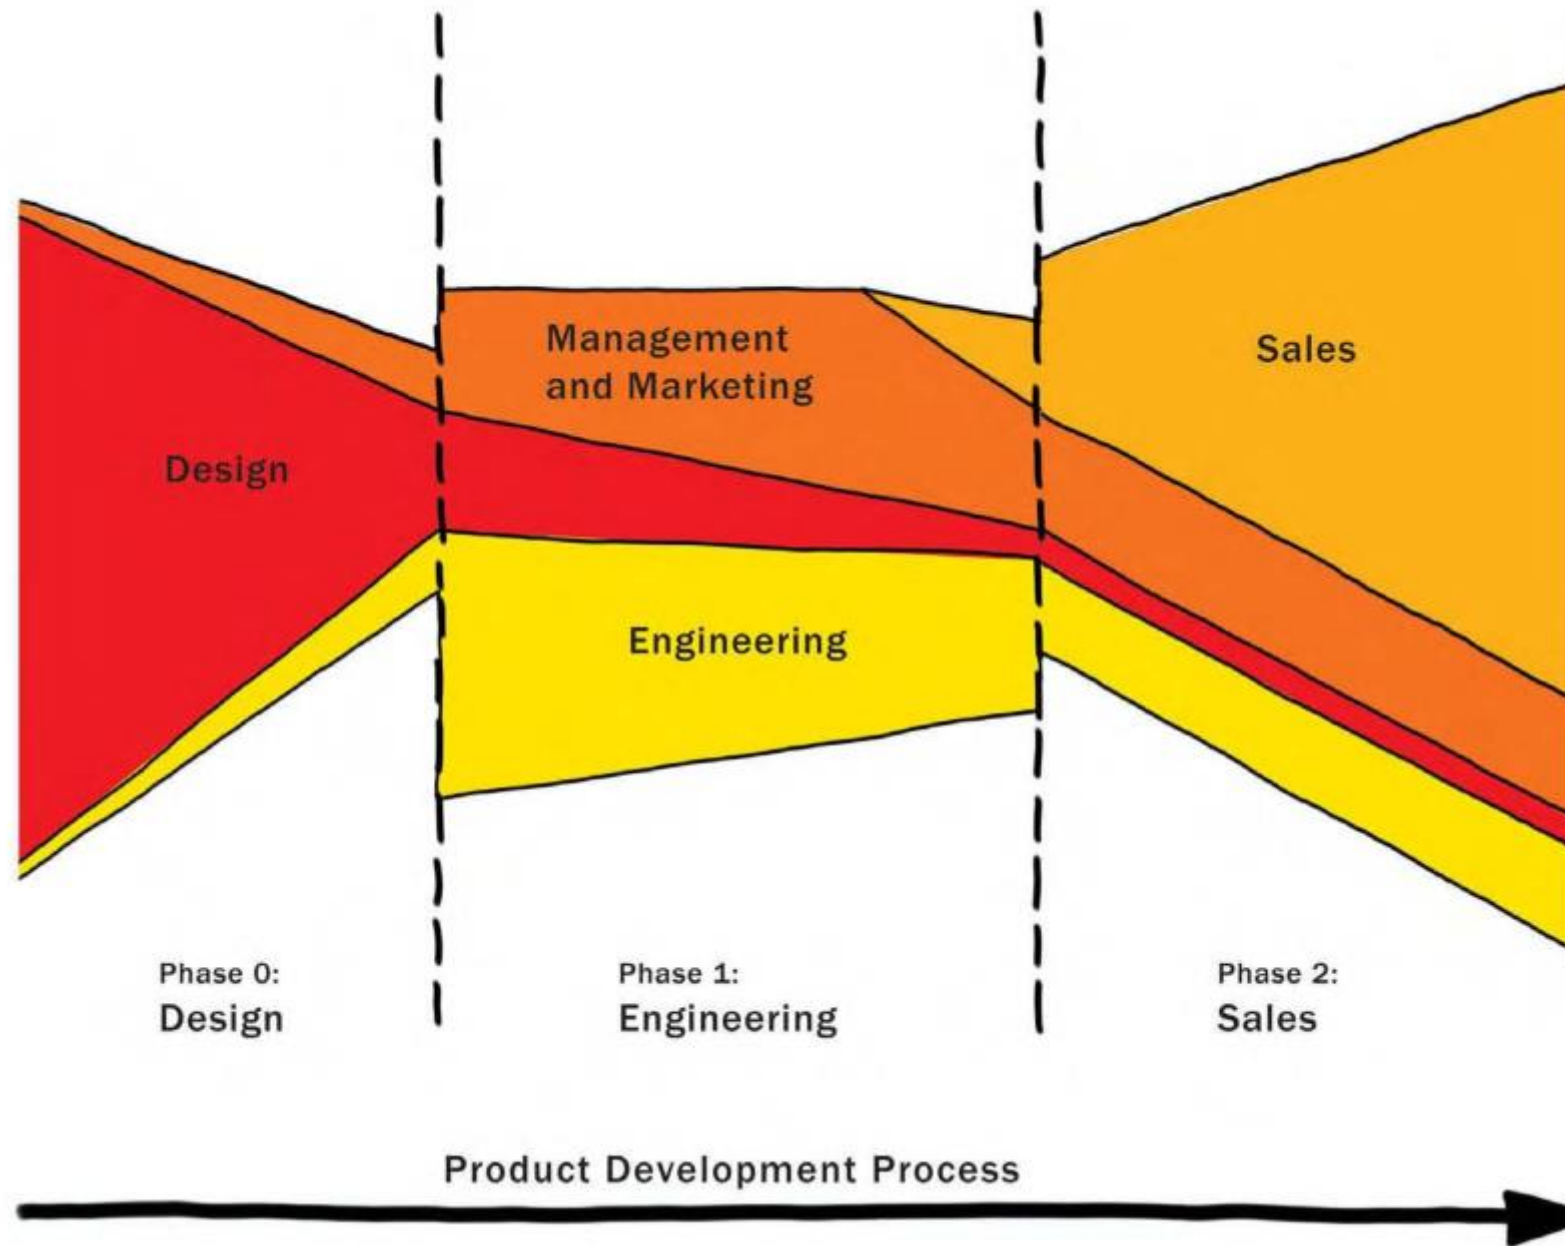 Management
and Marketing
Sales
Design
Engineering
Phase 0:
Design
Phase 1:
Engineering
Phase 2:
Sales
Product Development Process